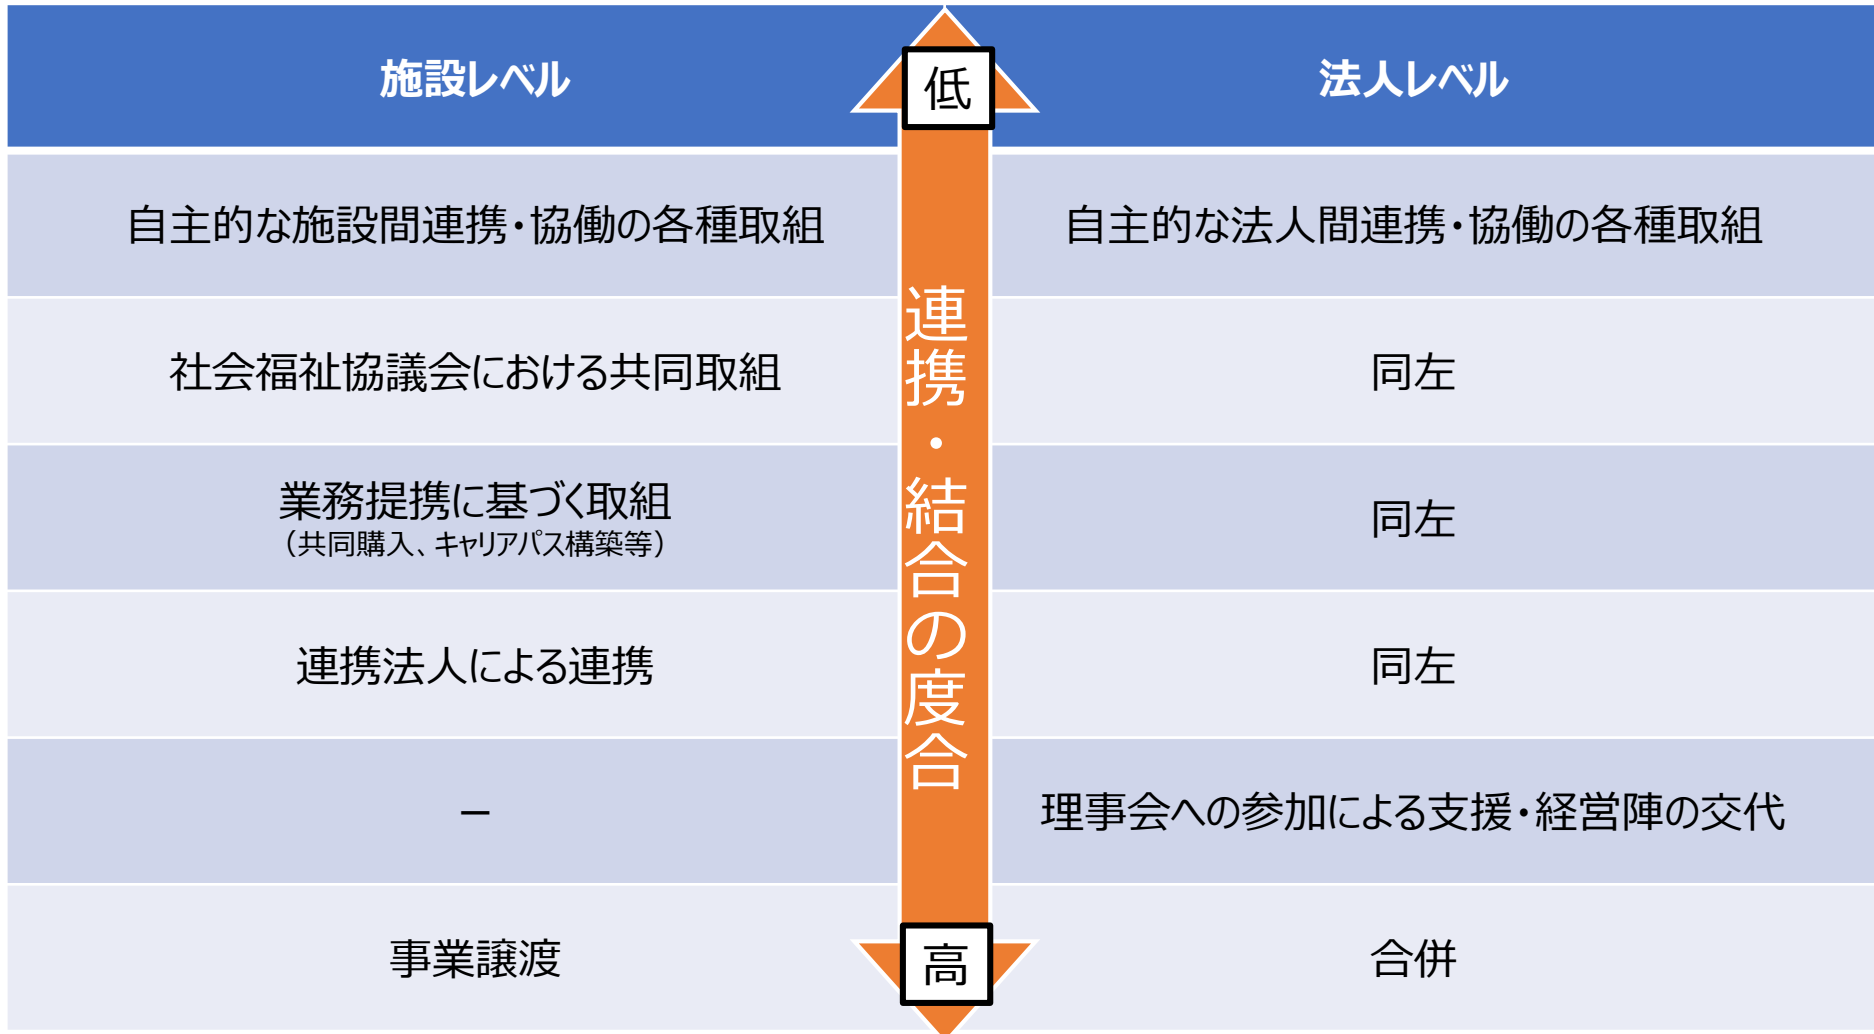 施設レベル
低
法人レベル
自主的な施設間連携・協働の各種取組
自主的な法人間連携・協働の各種取組
社会福祉協議会における共同取組
同左
業務提携に基づく取組
（共同購入、キャリアパス構築等）
同左
連携・結合の度合
連携法人による連携
同左
－
理事会への参加による支援・経営陣の交代
事業譲渡
高
合併